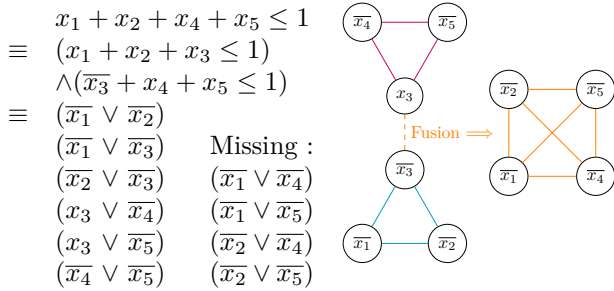 x₁ + x₂ + x₄ + x₅ ≤ 1
≡ (x₁ + x₂ + x₃ ≤ 1)
∧(x̅₃ + x₄ + x₅ ≤ 1)
≡ (x̅₁ ∨ x̅₂)
(x̅₁ ∨ x̅₃) Missing :
(x̅₂ ∨ x̅₃) (x̅₁ ∨ x̅₄)
(x₃ ∨ x̅₄) (x̅₁ ∨ x̅₅)
(x₃ ∨ x̅₅) (x̅₂ ∨ x̅₄)
(x̅₄ ∨ x̅₅) (x̅₂ ∨ x̅₅)
x̅₄ x̅₅
x₃
Fusion ⟹
x̅₃
x̅₁ x̅₂
x̅₂ x̅₅
x̅₁ x̅₄